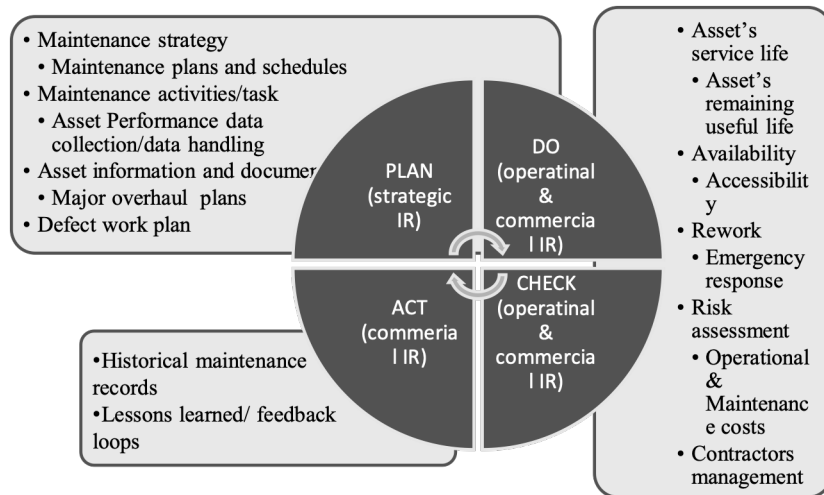 • Maintenance strategy
• Maintenance plans and schedules
• Maintenance activities/task
• Asset Performance data
collection/data handling
• Asset information and documen
• Major overhaul plans
• Defect work plan
PLAN
(strategic
IR)
DO
(operatinal
&
commercia
l IR)
• Asset's
service life
• Asset's
remaining
useful life
• Availability
• Accessibilit
y
• Rework
• Emergency
response
• Risk
assessment
• Operational
&
Maintenanc
e costs
• Contractors
management
ACT
(commeria
l IR)
CHECK
(operatinal
&
commercia
l IR)
•Historical maintenance
records
•Lessons learned/ feedback
loops